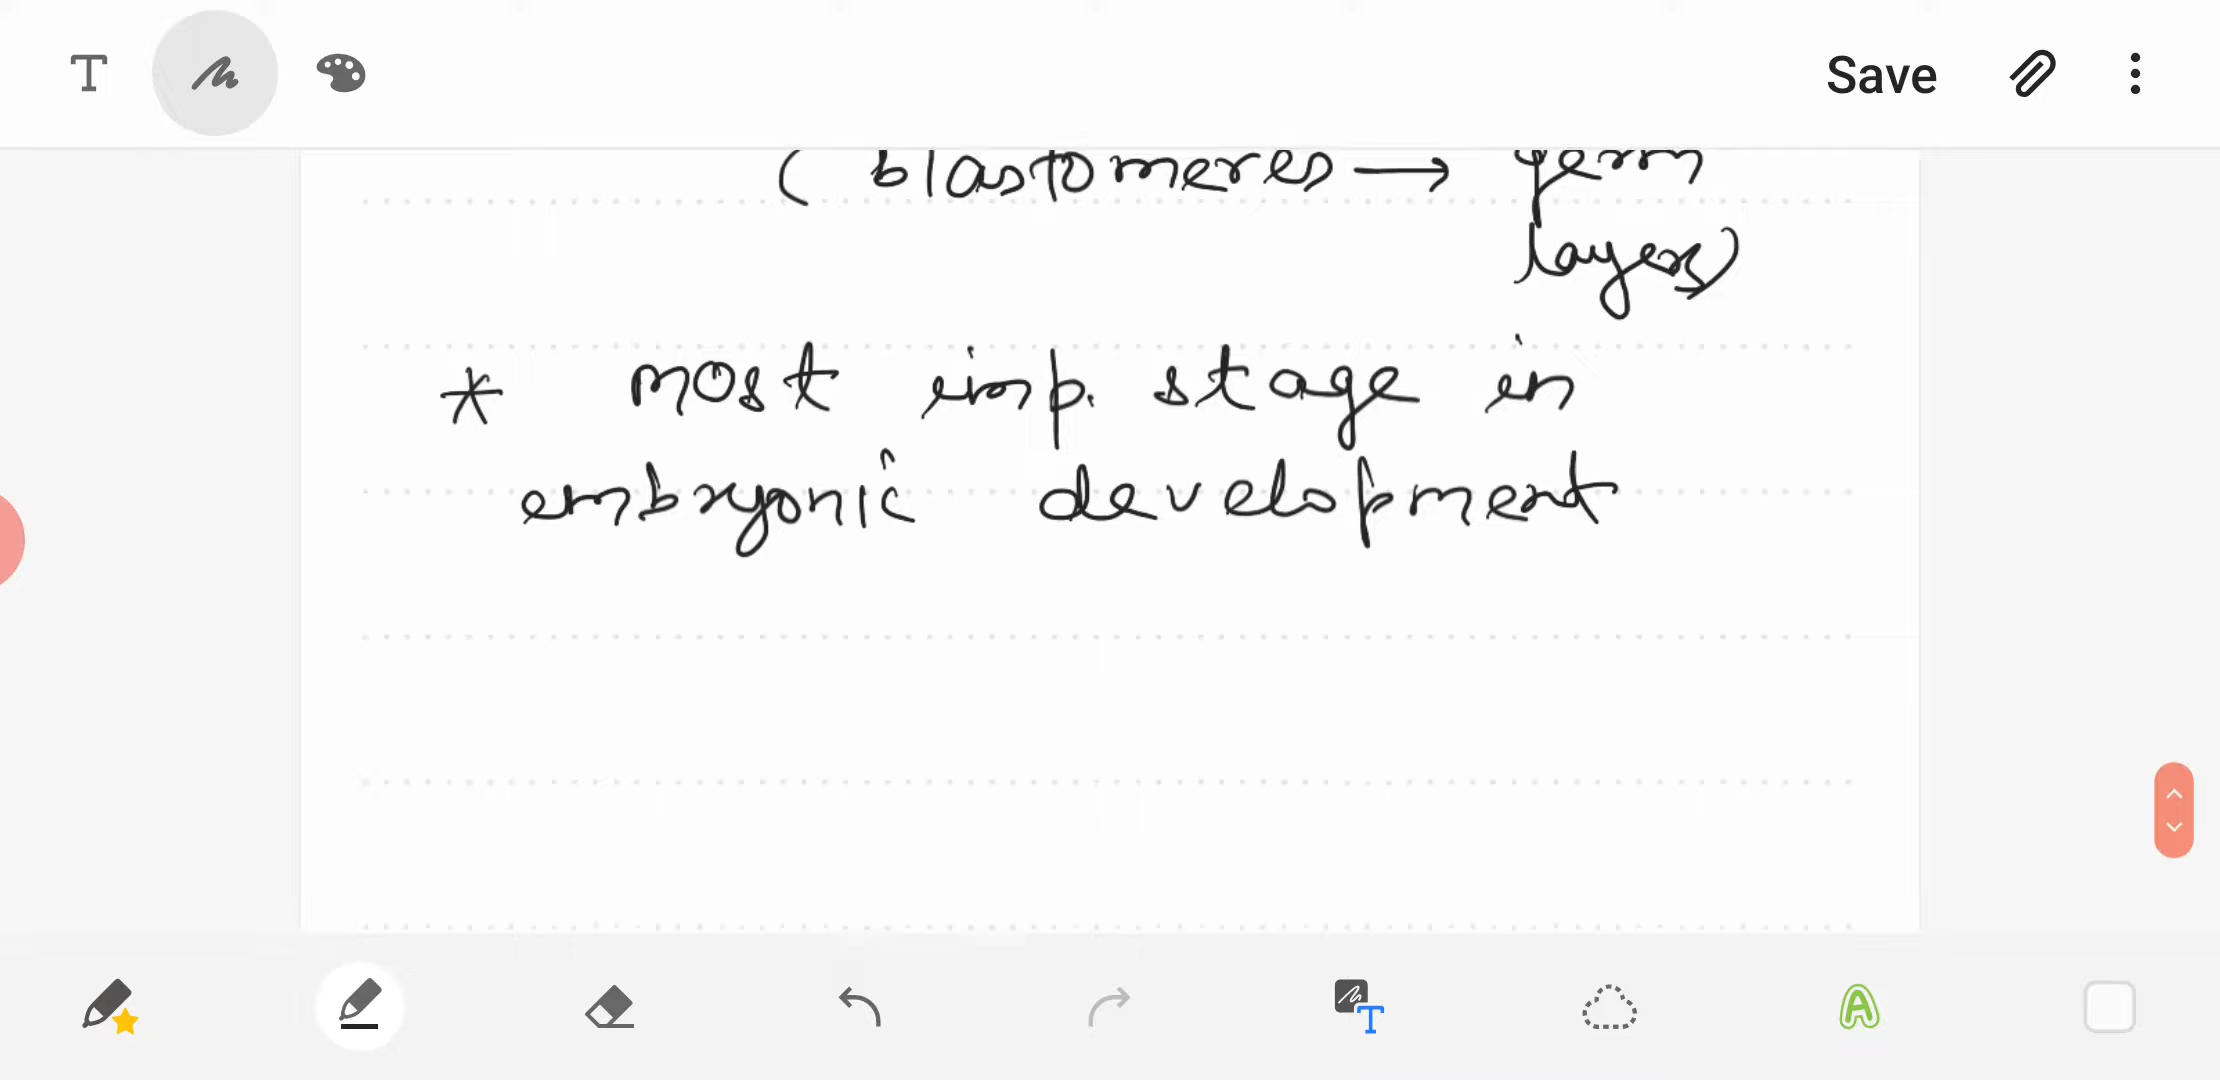 Save
( blastomeres → germ
layers)
* most imp. stage in
embryonic development